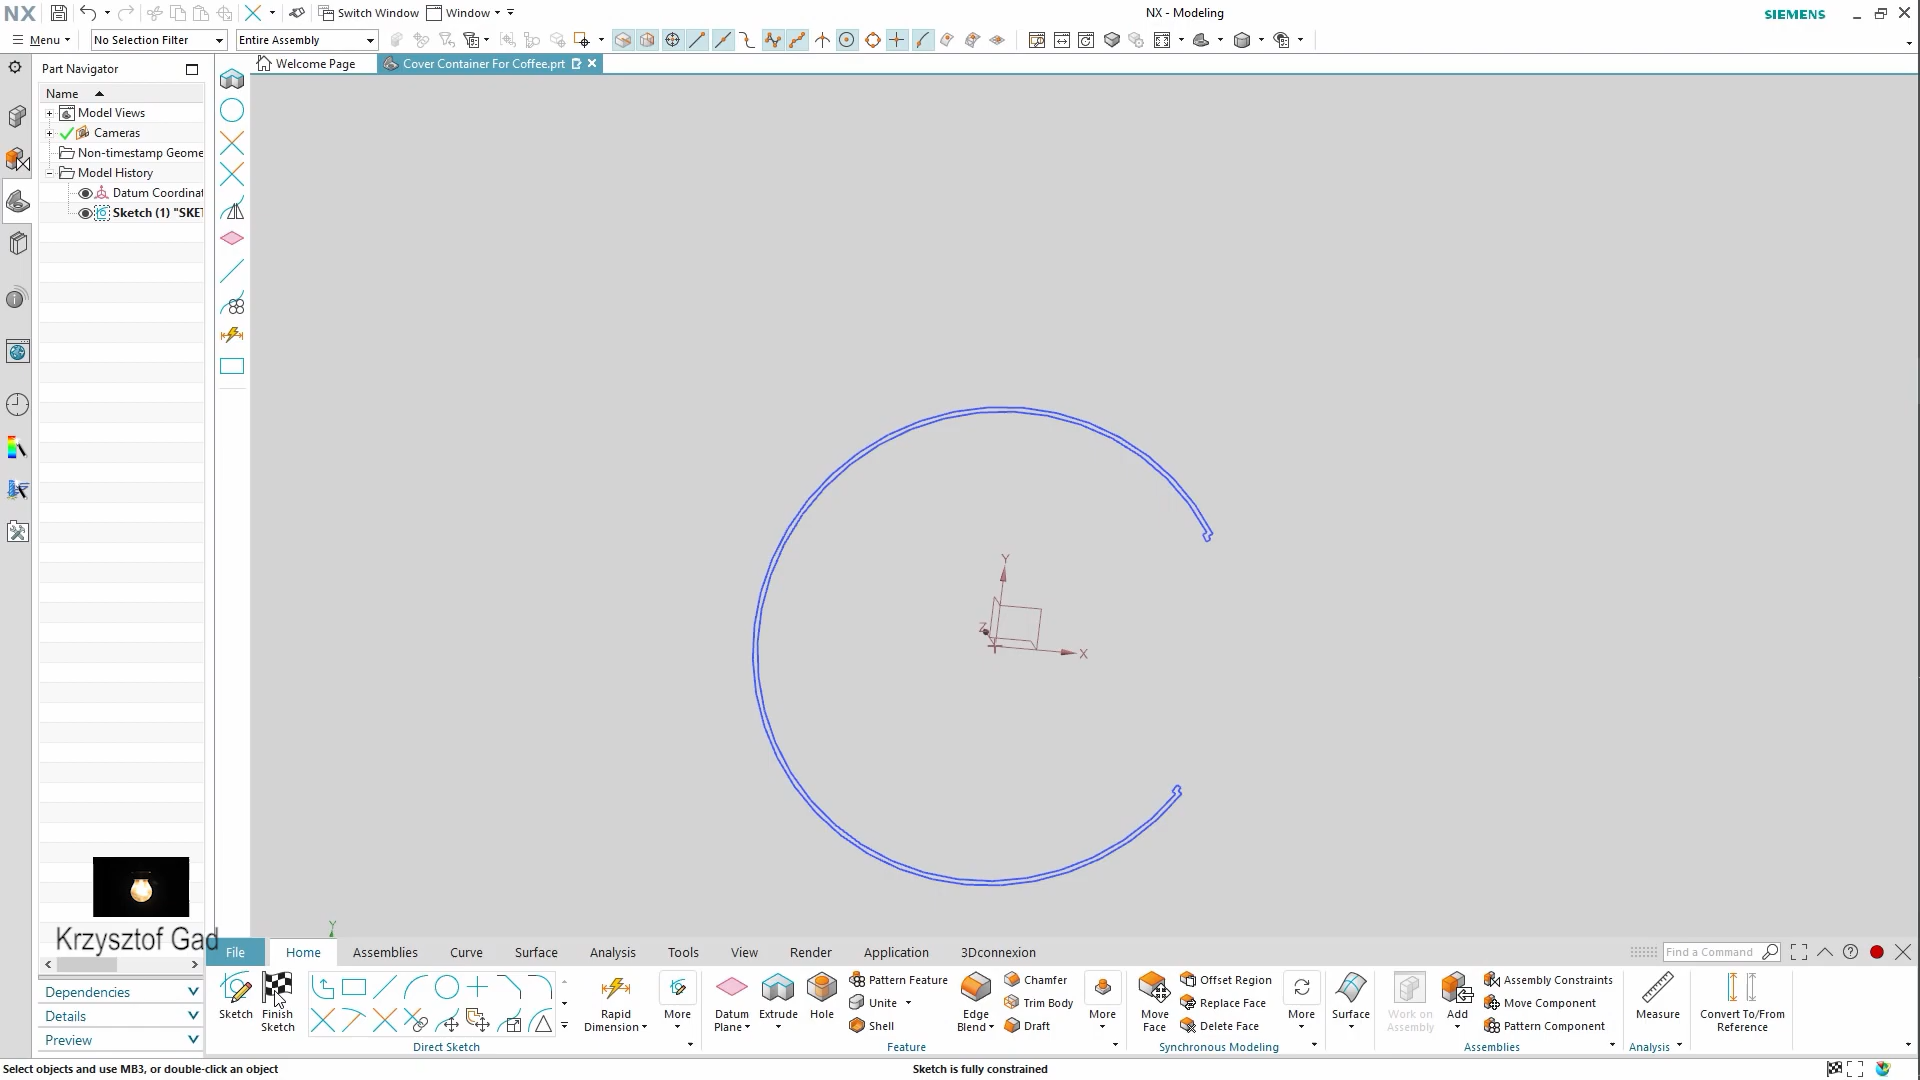 NX
Switch Window
Window
NX - Modeling
SIEMENS
Menu
No Selection Filter
Entire Assembly
Part Navigator
Welcome Page
Cover Container For Coffee.prt
Name
Model Views
Cameras
Non-timestamp Geome
Model History
Datum Coordinat
Sketch (1) "SKET
Y
Z
X
Y
Krzysztof Gad
File
Home
Assemblies
Curve
Surface
Analysis
Tools
View
Render
Application
3Dconnexion
Find a Command
Dependencies
Details
Preview
Sketch
Finish
Sketch
Rapid
Dimension
More
Direct Sketch
Datum
Plane
Extrude
Hole
Pattern Feature
Unite
Shell
Edge
Blend
Chamfer
Trim Body
Draft
More
Feature
Move
Face
Offset Region
Replace Face
Delete Face
More
Synchronous Modeling
Surface
Work on
Assembly
Add
Assembly Constraints
Move Component
Pattern Component
Assemblies
Measure
Analysis
Convert To/From
Reference
Select objects and use MB3, or double-click an object
Sketch is fully constrained